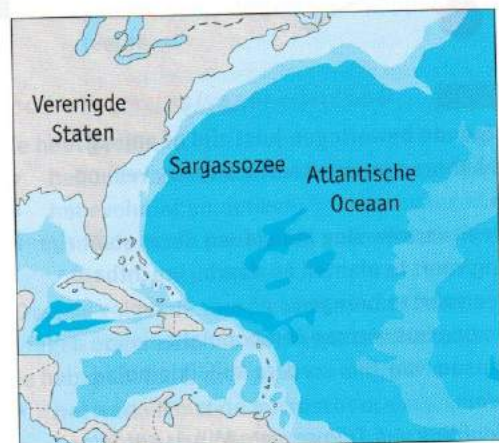 Verenigde
Staten
Sargassozee
Atlantische
Oceaan